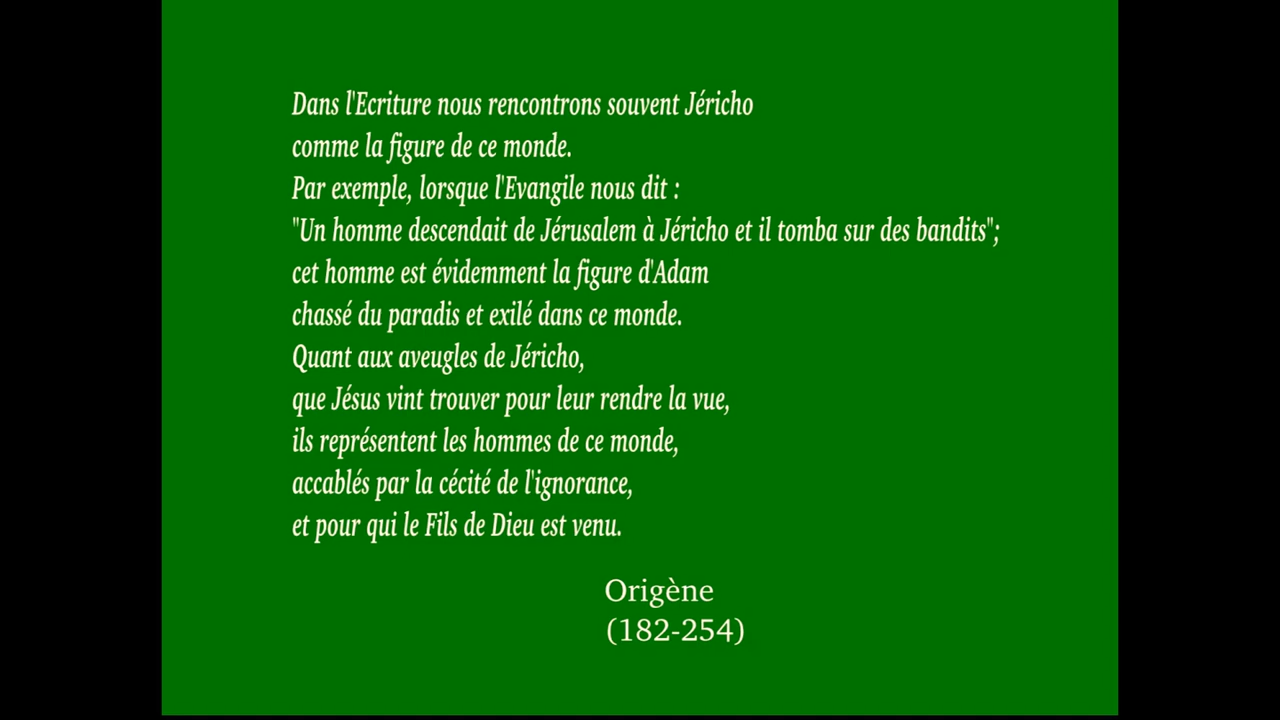 Dans l'Ecriture nous rencontrons souvent Jéricho
comme la figure de ce monde.
Par exemple, lorsque l'Evangile nous dit :
"Un homme descendait de Jérusalem à Jéricho et il tomba sur des bandits";
cet homme est évidemment la figure d'Adam
chassé du paradis et exilé dans ce monde.
Quant aux aveugles de Jéricho,
que Jésus vint trouver pour leur rendre la vue,
ils représentent les hommes de ce monde,
accablés par la cécité de l'ignorance,
et pour qui le Fils de Dieu est venu.
Origène
(182-254)